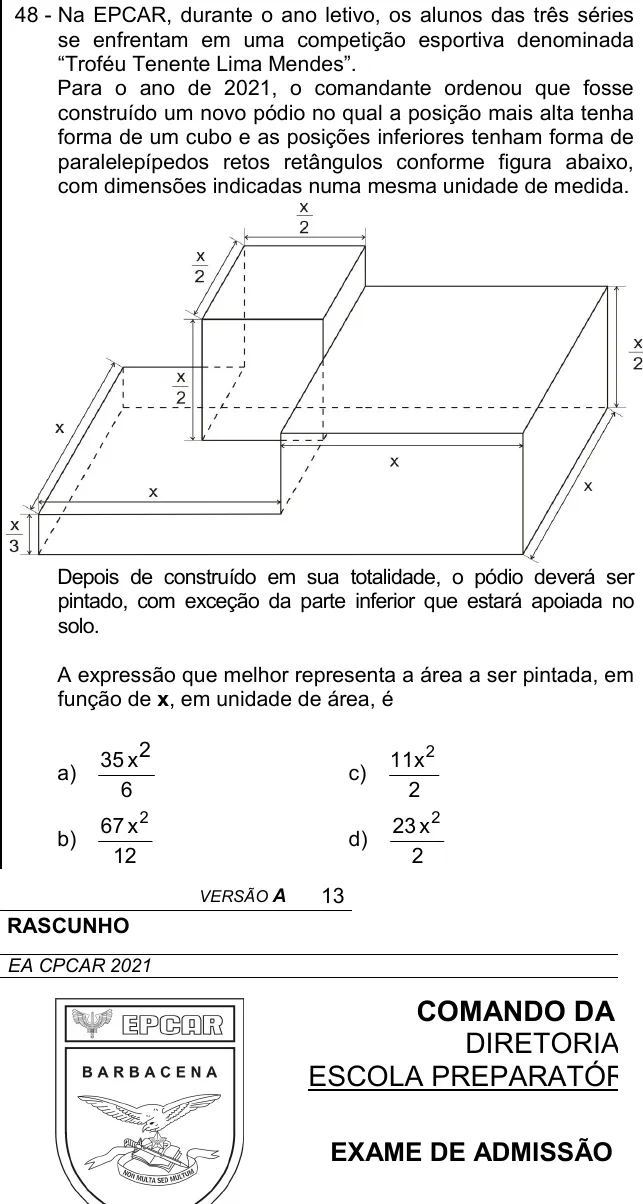 48 - Na EPCAR, durante o ano letivo, os alunos das três séries
se enfrentam em uma competição esportiva denominada
“Troféu Tenente Lima Mendes”.
Para o ano de 2021, o comandante ordenou que fosse
construído um novo pódio no qual a posição mais alta tenha
forma de um cubo e as posições inferiores tenham forma de
paralelepípedos retos retângulos conforme figura abaixo,
com dimensões indicadas numa mesma unidade de medida.
x/2
x/2
x/2
x/2
x
x
x
x
x/3
Depois de construído em sua totalidade, o pódio deverá ser
pintado, com exceção da parte inferior que estará apoiada no
solo.
A expressão que melhor representa a área a ser pintada, em
função de x, em unidade de área, é
a) 35x²/6
c) 11x²/2
b) 67x²/12
d) 23x²/2
VERSÃO A 13
RASCUNHO
EA CPCAR 2021
EPCAR
BARBACENA
NON MULTA SED MULTUM
COMANDO DA
DIRETORIA
ESCOLA PREPARATÓR
EXAME DE ADMISSÃO